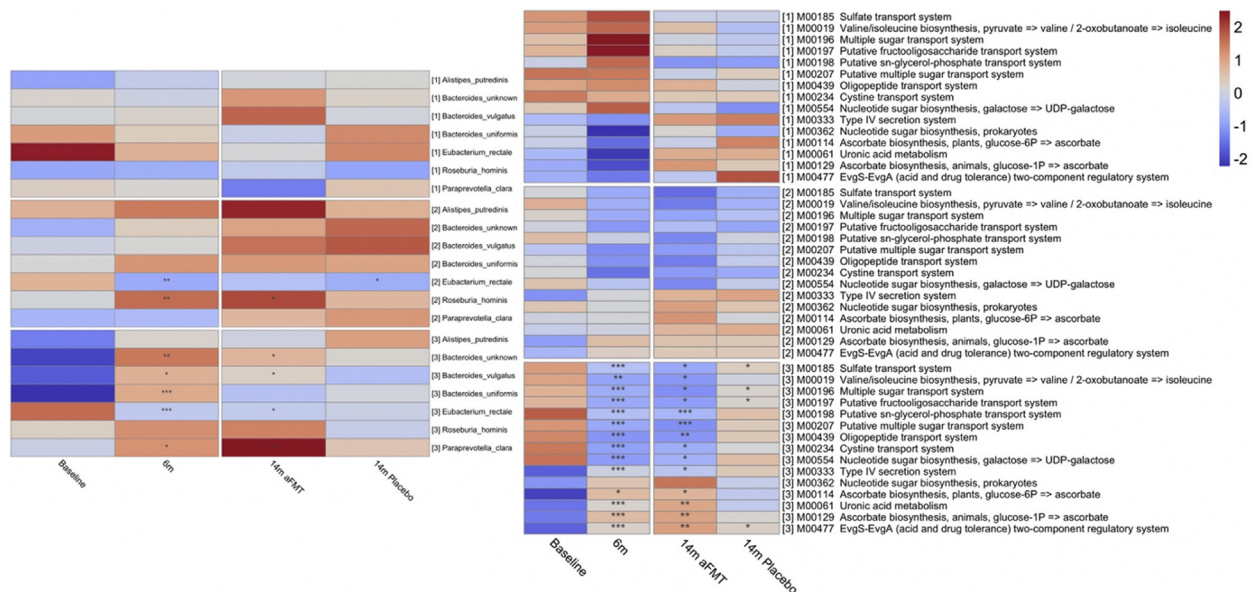 [1] Alistipes_putredinis
[1] Bacteroides_unknown
[1] Bacteroides_vulgatus
[1] Bacteroides_uniformis
[1] Eubacterium_rectale
[1] Roseburia_hominis
[1] Paraprevotella_clara
[2] Alistipes_putredinis
[2] Bacteroides_unknown
[2] Bacteroides_vulgatus
[2] Bacteroides_uniformis
** * [2] Eubacterium_rectale
** * [2] Roseburia_hominis
[2] Paraprevotella_clara
[3] Alistipes_putredinis
** * [3] Bacteroides_unknown
* * [3] Bacteroides_vulgatus
*** [3] Bacteroides_uniformis
*** * [3] Eubacterium_rectale
[3] Roseburia_hominis
* * [3] Paraprevotella_clara
Baseline
6m
14m aFMT
14m Placebo
[1] M00185 Sulfate transport system
[1] M00019 Valine/isoleucine biosynthesis, pyruvate => valine / 2-oxobutanoate => isoleucine
[1] M00196 Multiple sugar transport system
[1] M00197 Putative fructooligosaccharide transport system
[1] M00198 Putative sn-glycerol-phosphate transport system
[1] M00207 Putative multiple sugar transport system
[1] M00439 Oligopeptide transport system
[1] M00234 Cystine transport system
[1] M00554 Nucleotide sugar biosynthesis, galactose => UDP-galactose
[1] M00333 Type IV secretion system
[1] M00362 Nucleotide sugar biosynthesis, prokaryotes
[1] M00114 Ascorbate biosynthesis, plants, glucose-6P => ascorbate
[1] M00061 Uronic acid metabolism
[1] M00129 Ascorbate biosynthesis, animals, glucose-1P => ascorbate
[1] M00477 EvgS-EvgA (acid and drug tolerance) two-component regulatory system
[2] M00185 Sulfate transport system
[2] M00019 Valine/isoleucine biosynthesis, pyruvate => valine / 2-oxobutanoate => isoleucine
[2] M00196 Multiple sugar transport system
[2] M00197 Putative fructooligosaccharide transport system
[2] M00198 Putative sn-glycerol-phosphate transport system
[2] M00207 Putative multiple sugar transport system
[2] M00439 Oligopeptide transport system
[2] M00234 Cystine transport system
[2] M00554 Nucleotide sugar biosynthesis, galactose => UDP-galactose
[2] M00333 Type IV secretion system
[2] M00362 Nucleotide sugar biosynthesis, prokaryotes
[2] M00114 Ascorbate biosynthesis, plants, glucose-6P => ascorbate
[2] M00061 Uronic acid metabolism
[2] M00129 Ascorbate biosynthesis, animals, glucose-1P => ascorbate
[2] M00477 EvgS-EvgA (acid and drug tolerance) two-component regulatory system
*** * * [3] M00185 Sulfate transport system
** * [3] M00019 Valine/isoleucine biosynthesis, pyruvate => valine / 2-oxobutanoate => isoleucine
*** * * [3] M00196 Multiple sugar transport system
*** * * [3] M00197 Putative fructooligosaccharide transport system
*** *** [3] M00198 Putative sn-glycerol-phosphate transport system
*** *** [3] M00207 Putative multiple sugar transport system
*** ** [3] M00439 Oligopeptide transport system
*** * [3] M00234 Cystine transport system
*** * [3] M00554 Nucleotide sugar biosynthesis, galactose => UDP-galactose
*** * [3] M00333 Type IV secretion system
[3] M00362 Nucleotide sugar biosynthesis, prokaryotes
* * [3] M00114 Ascorbate biosynthesis, plants, glucose-6P => ascorbate
*** ** [3] M00061 Uronic acid metabolism
*** ** [3] M00129 Ascorbate biosynthesis, animals, glucose-1P => ascorbate
*** ** * [3] M00477 EvgS-EvgA (acid and drug tolerance) two-component regulatory system
Baseline
6m
14m aFMT
14m Placebo
2
1
0
-1
-2